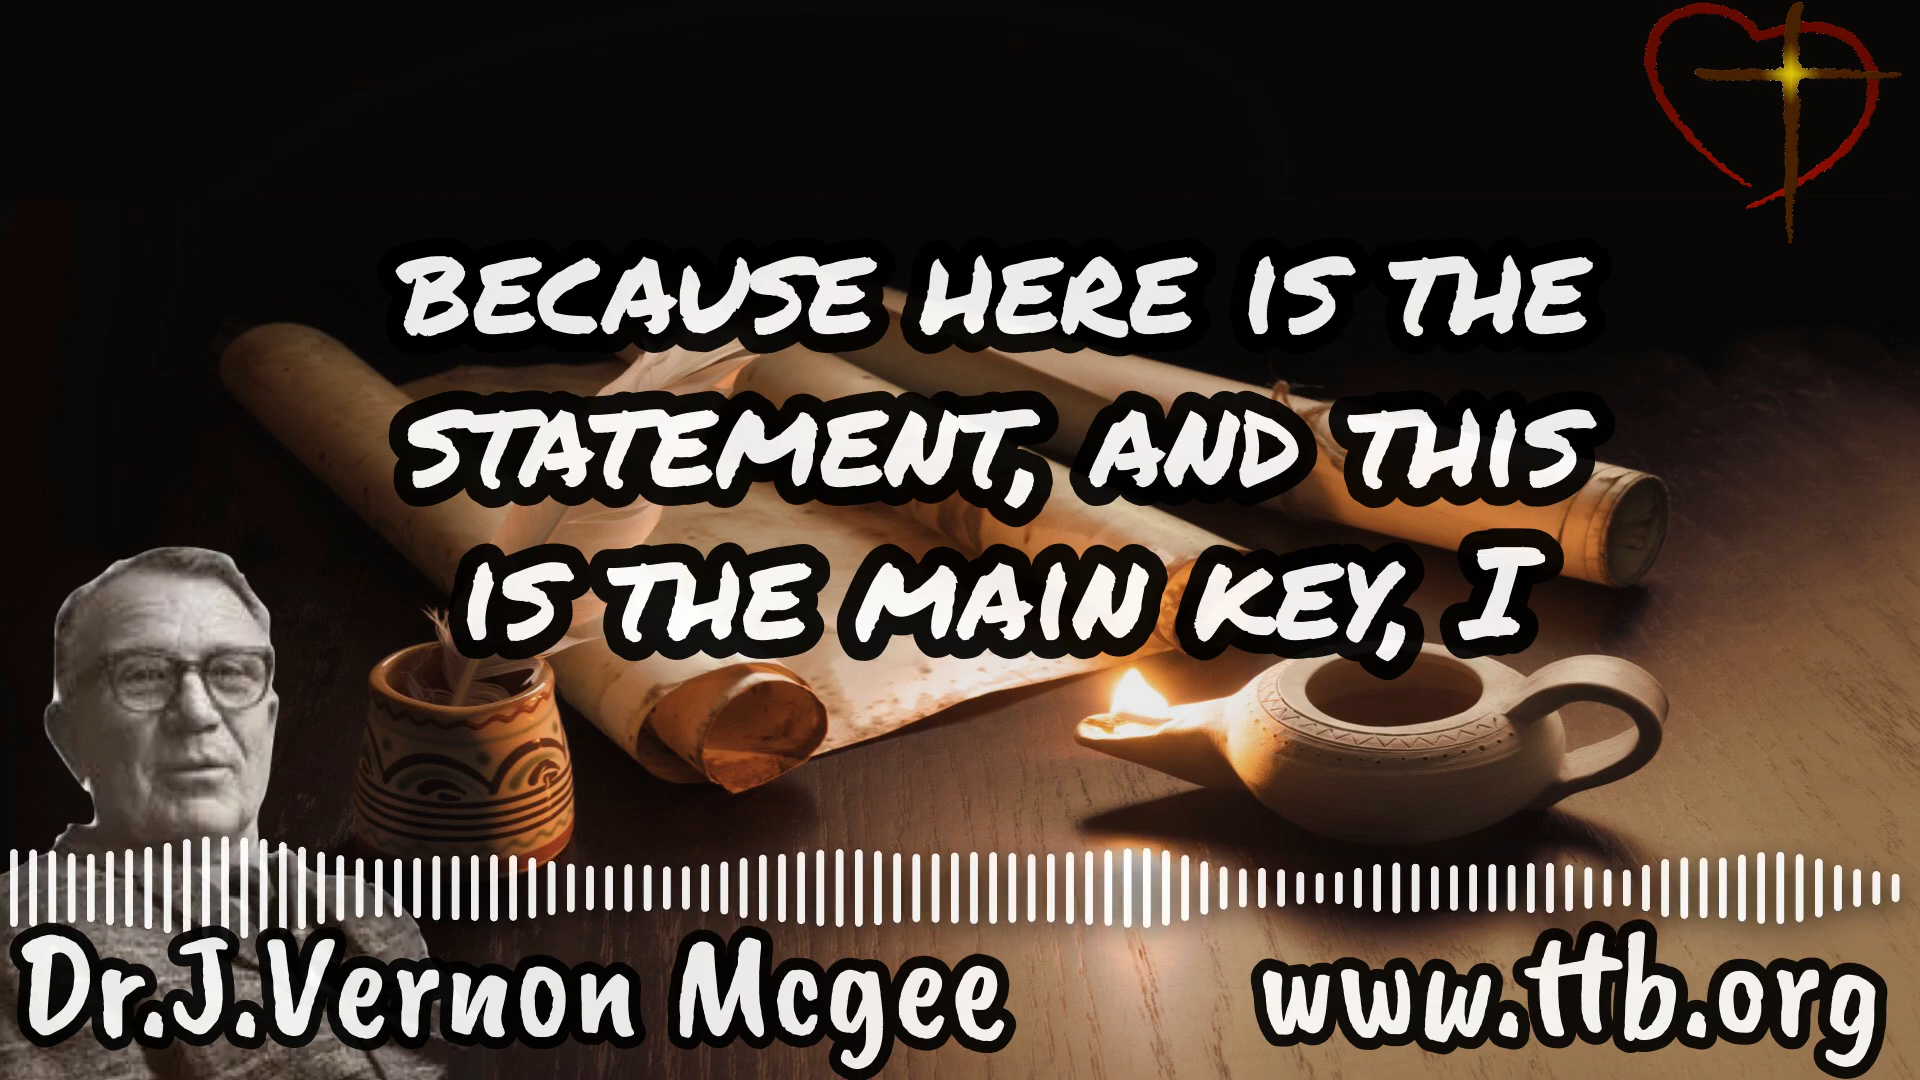 BECAUSE HERE IS THE
STATEMENT, AND THIS
IS THE MAIN KEY, I
Dr.J.Vernon Mcgee
www.ttb.org